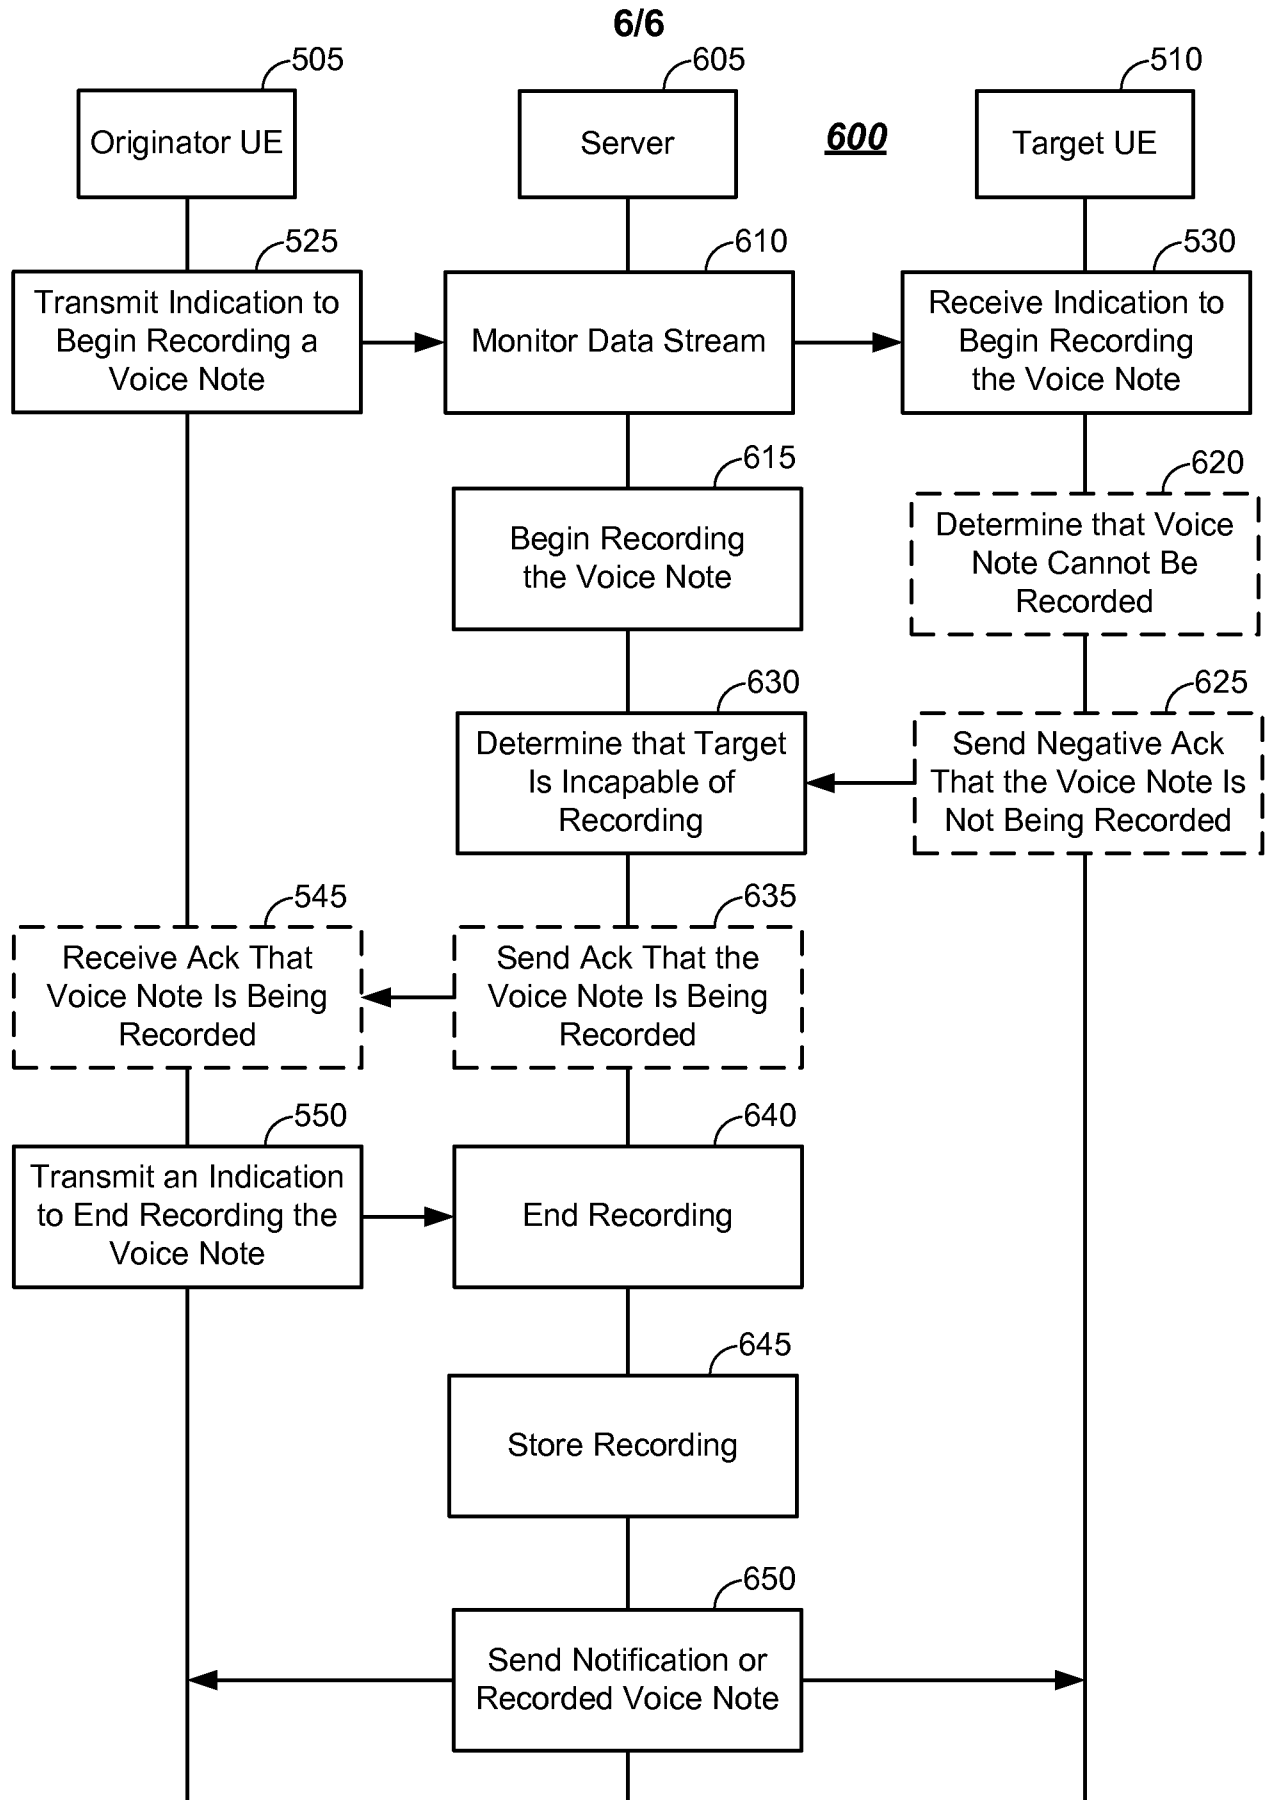 6/6
505
605
510
Originator UE
Server
600
Target UE
525
610
530
Transmit Indication to
Begin Recording a
Voice Note
Monitor Data Stream
Receive Indication to
Begin Recording
the Voice Note
615
620
Begin Recording
the Voice Note
Determine that Voice
Note Cannot Be
Recorded
630
625
Determine that Target
Is Incapable of
Recording
Send Negative Ack
That the Voice Note Is
Not Being Recorded
545
635
Receive Ack That
Voice Note Is Being
Recorded
Send Ack That the
Voice Note Is Being
Recorded
550
640
Transmit an Indication
to End Recording the
Voice Note
End Recording
645
Store Recording
650
Send Notification or
Recorded Voice Note